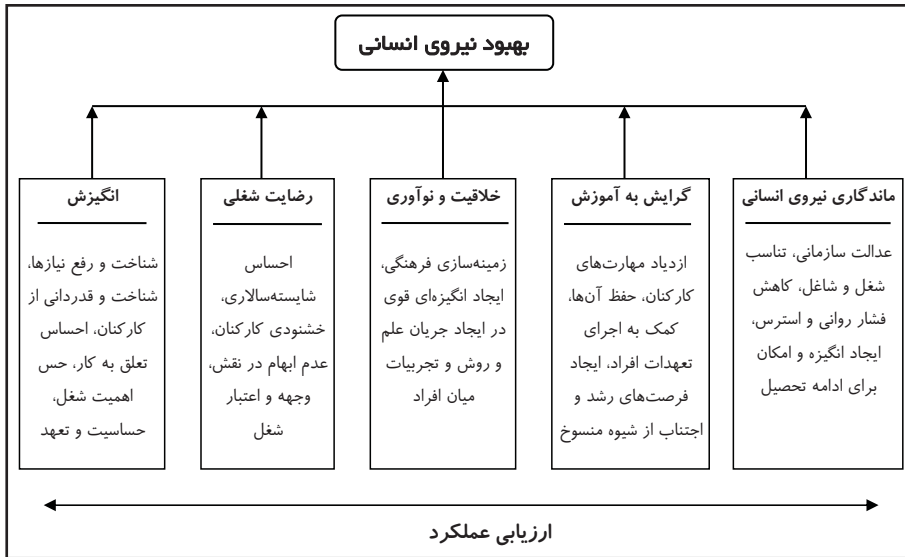 بهبود نیروی انسانی
ماندگاری نیروی انسانی
عدالت سازمانی، تناسب
شغل و شاغل، کاهش
فشار روانی و استرس،
ایجاد انگیزه و امکان
برای ادامه تحصیل
گرایش به آموزش
ازدیاد مهارت‌های
کارکنان، حفظ آن‌ها،
کمک به اجرای
تعهدات افراد، ایجاد
فرصت‌های رشد و
اجتناب از شیوه منسوخ
خلاقیت و نوآوری
زمینه‌سازی فرهنگی،
ایجاد انگیزه‌ای قوی
در ایجاد جریان علم
و روش و تجربیات
میان افراد
رضایت شغلی
احساس
شایسته‌سالاری،
خشنودی کارکنان،
عدم ابهام در نقش،
وجهه و اعتبار
شغل
انگیزش
شناخت و رفع نیازها،
شناخت و قدردانی از
کارکنان، احساس
تعلق به کار، حس
اهمیت شغل،
حساسیت و تعهد
ارزیابی عملکرد